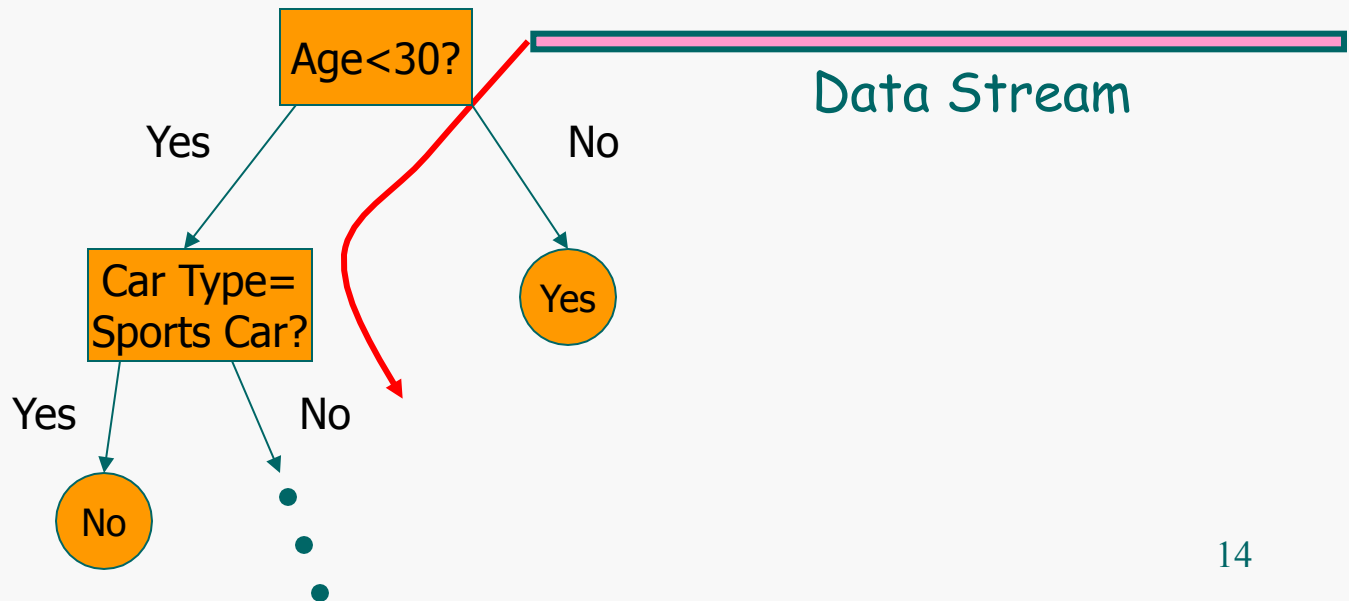 Age<30?
Data Stream
Yes
No
Car Type=
Sports Car?
Yes
Yes
No
No
14